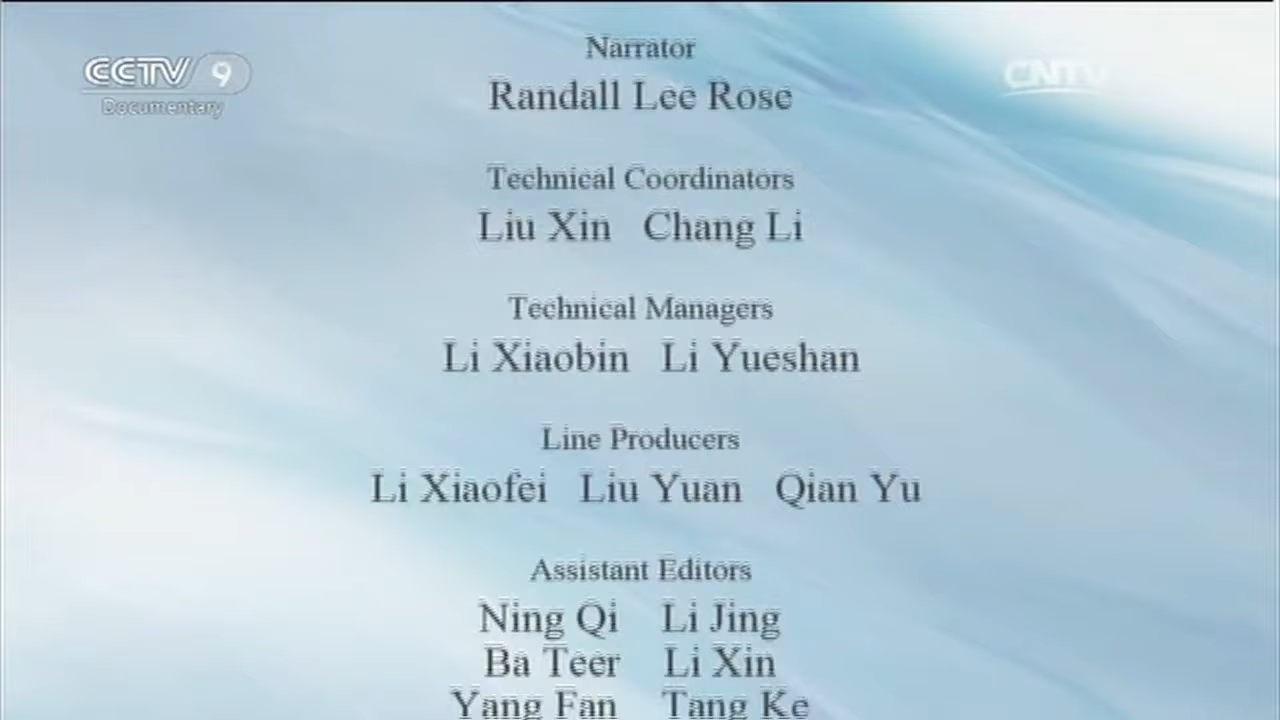 Narrator
CCTV 9
CNTV
Randall Lee Rose
Documentary
Technical Coordinators
Liu Xin Chang Li
Technical Managers
Li Xiaobin Li Yueshan
Line Producers
Li Xiaofei Liu Yuan Qian Yu
Assistant Editors
Ning Qi Li Jing
Ba Teer Li Xin
Yang Fan Tang Ke